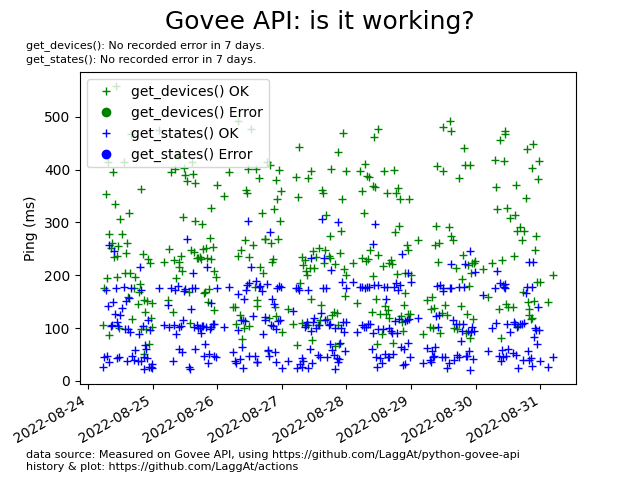 Govee API: is it working?
get_devices(): No recorded error in 7 days.
get_states(): No recorded error in 7 days.
get_devices() OK
get_devices() Error
get_states() OK
get_states() Error
Ping (ms)
500
400
300
200
100
0
2022-08-24
2022-08-25
2022-08-26
2022-08-27
2022-08-28
2022-08-29
2022-08-30
2022-08-31
data source: Measured on Govee API, using https://github.com/LaggAt/python-govee-api
history & plot: https://github.com/LaggAt/actions